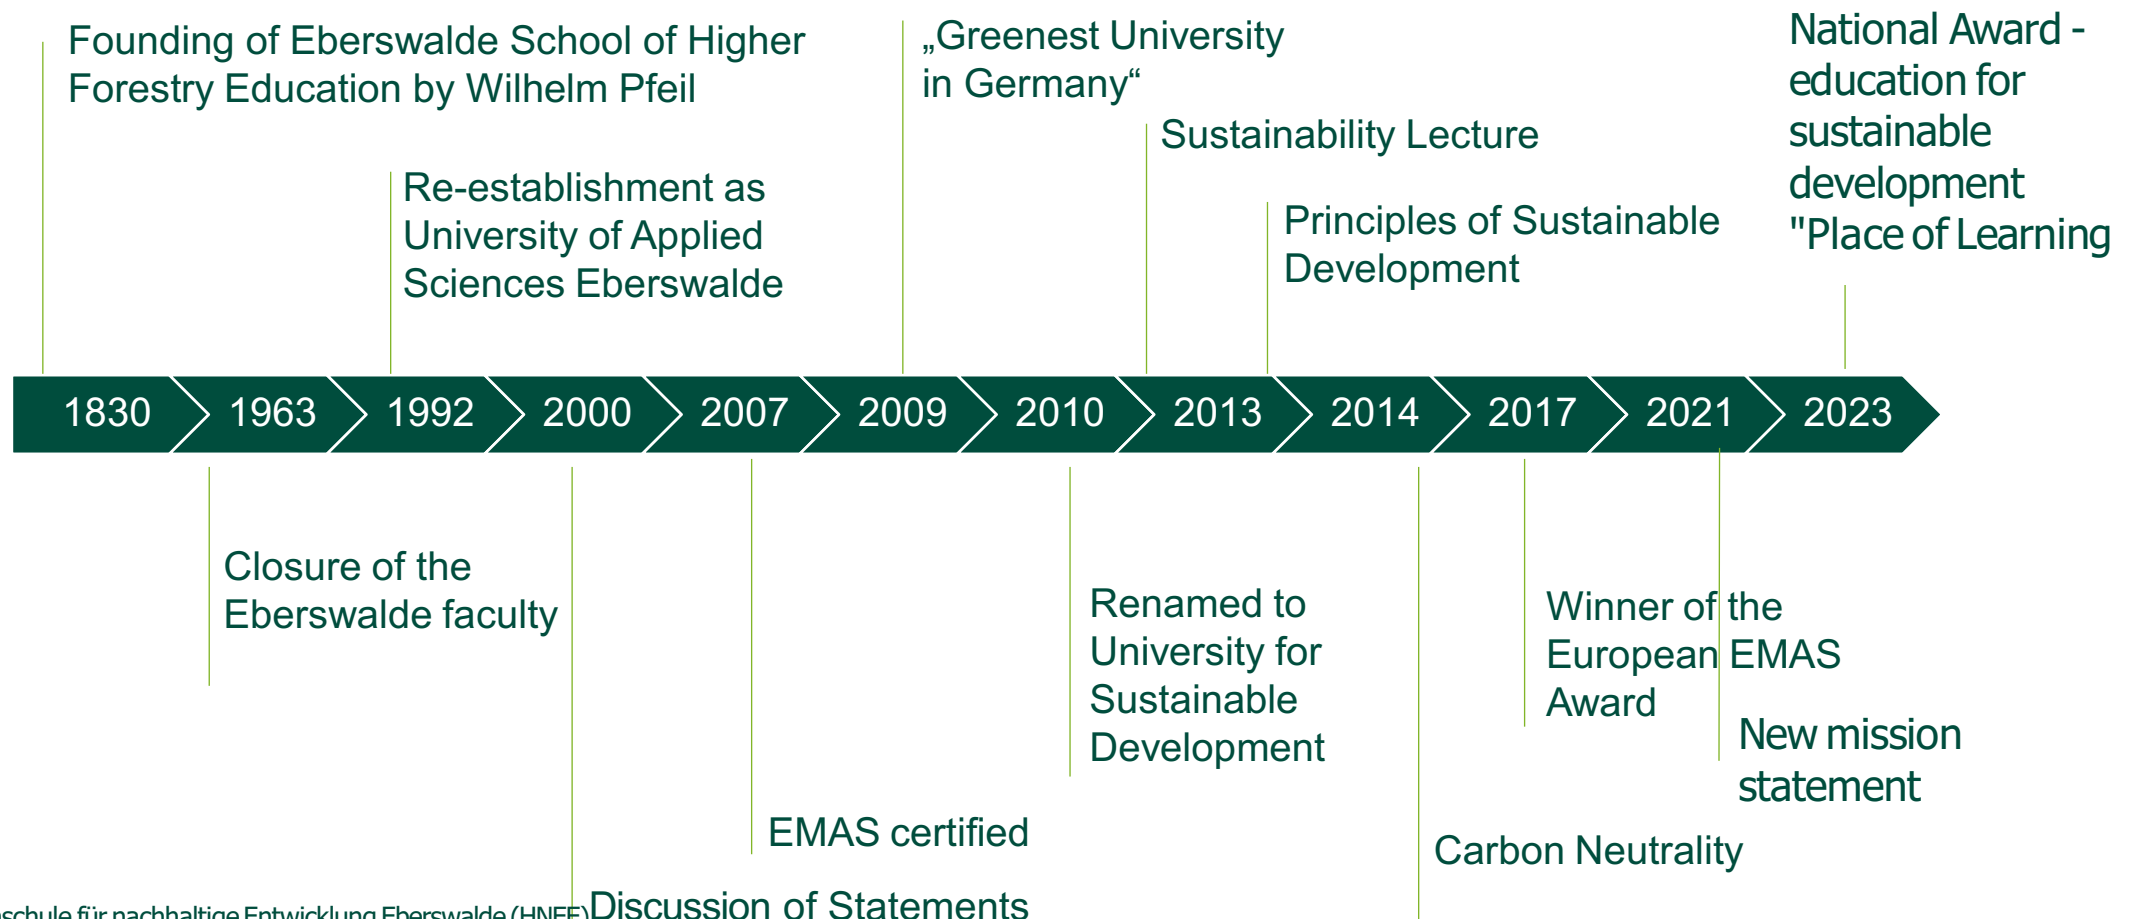 Founding of Eberswalde School of Higher
Forestry Education by Wilhelm Pfeil
„Greenest University
in Germany“
National Award -
education for
sustainable
development
"Place of Learning
Sustainability Lecture
Re-establishment as
University of Applied
Sciences Eberswalde
Principles of Sustainable
Development
1830
1963
1992
2000
2007
2009
2010
2013
2014
2017
2021
2023
Closure of the
Eberswalde faculty
Renamed to
University for
Sustainable
Development
Winner of the
European EMAS
Award
New mission
statement
EMAS certified
Carbon Neutrality
Discussion of Statements
schule für nachhaltige Entwicklung Eberswalde (HNEE)